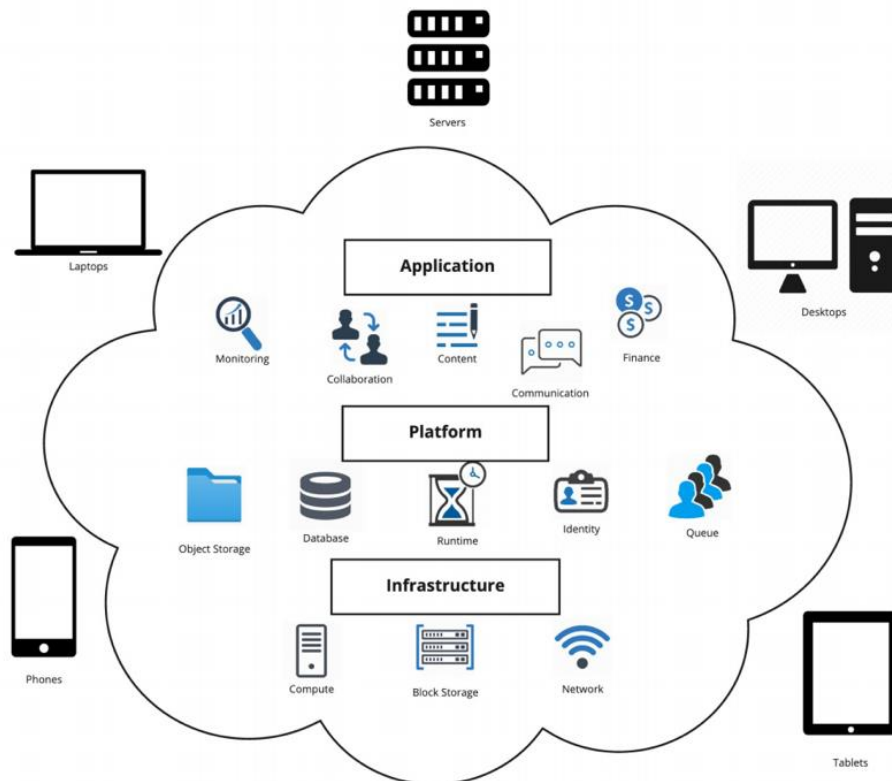 Servers
Laptops
Desktops
Application
Monitoring
Collaboration
Content
Communication
Finance
Platform
Object Storage
Database
Runtime
Identity
Queue
Infrastructure
Compute
Block Storage
Network
Phones
Tablets